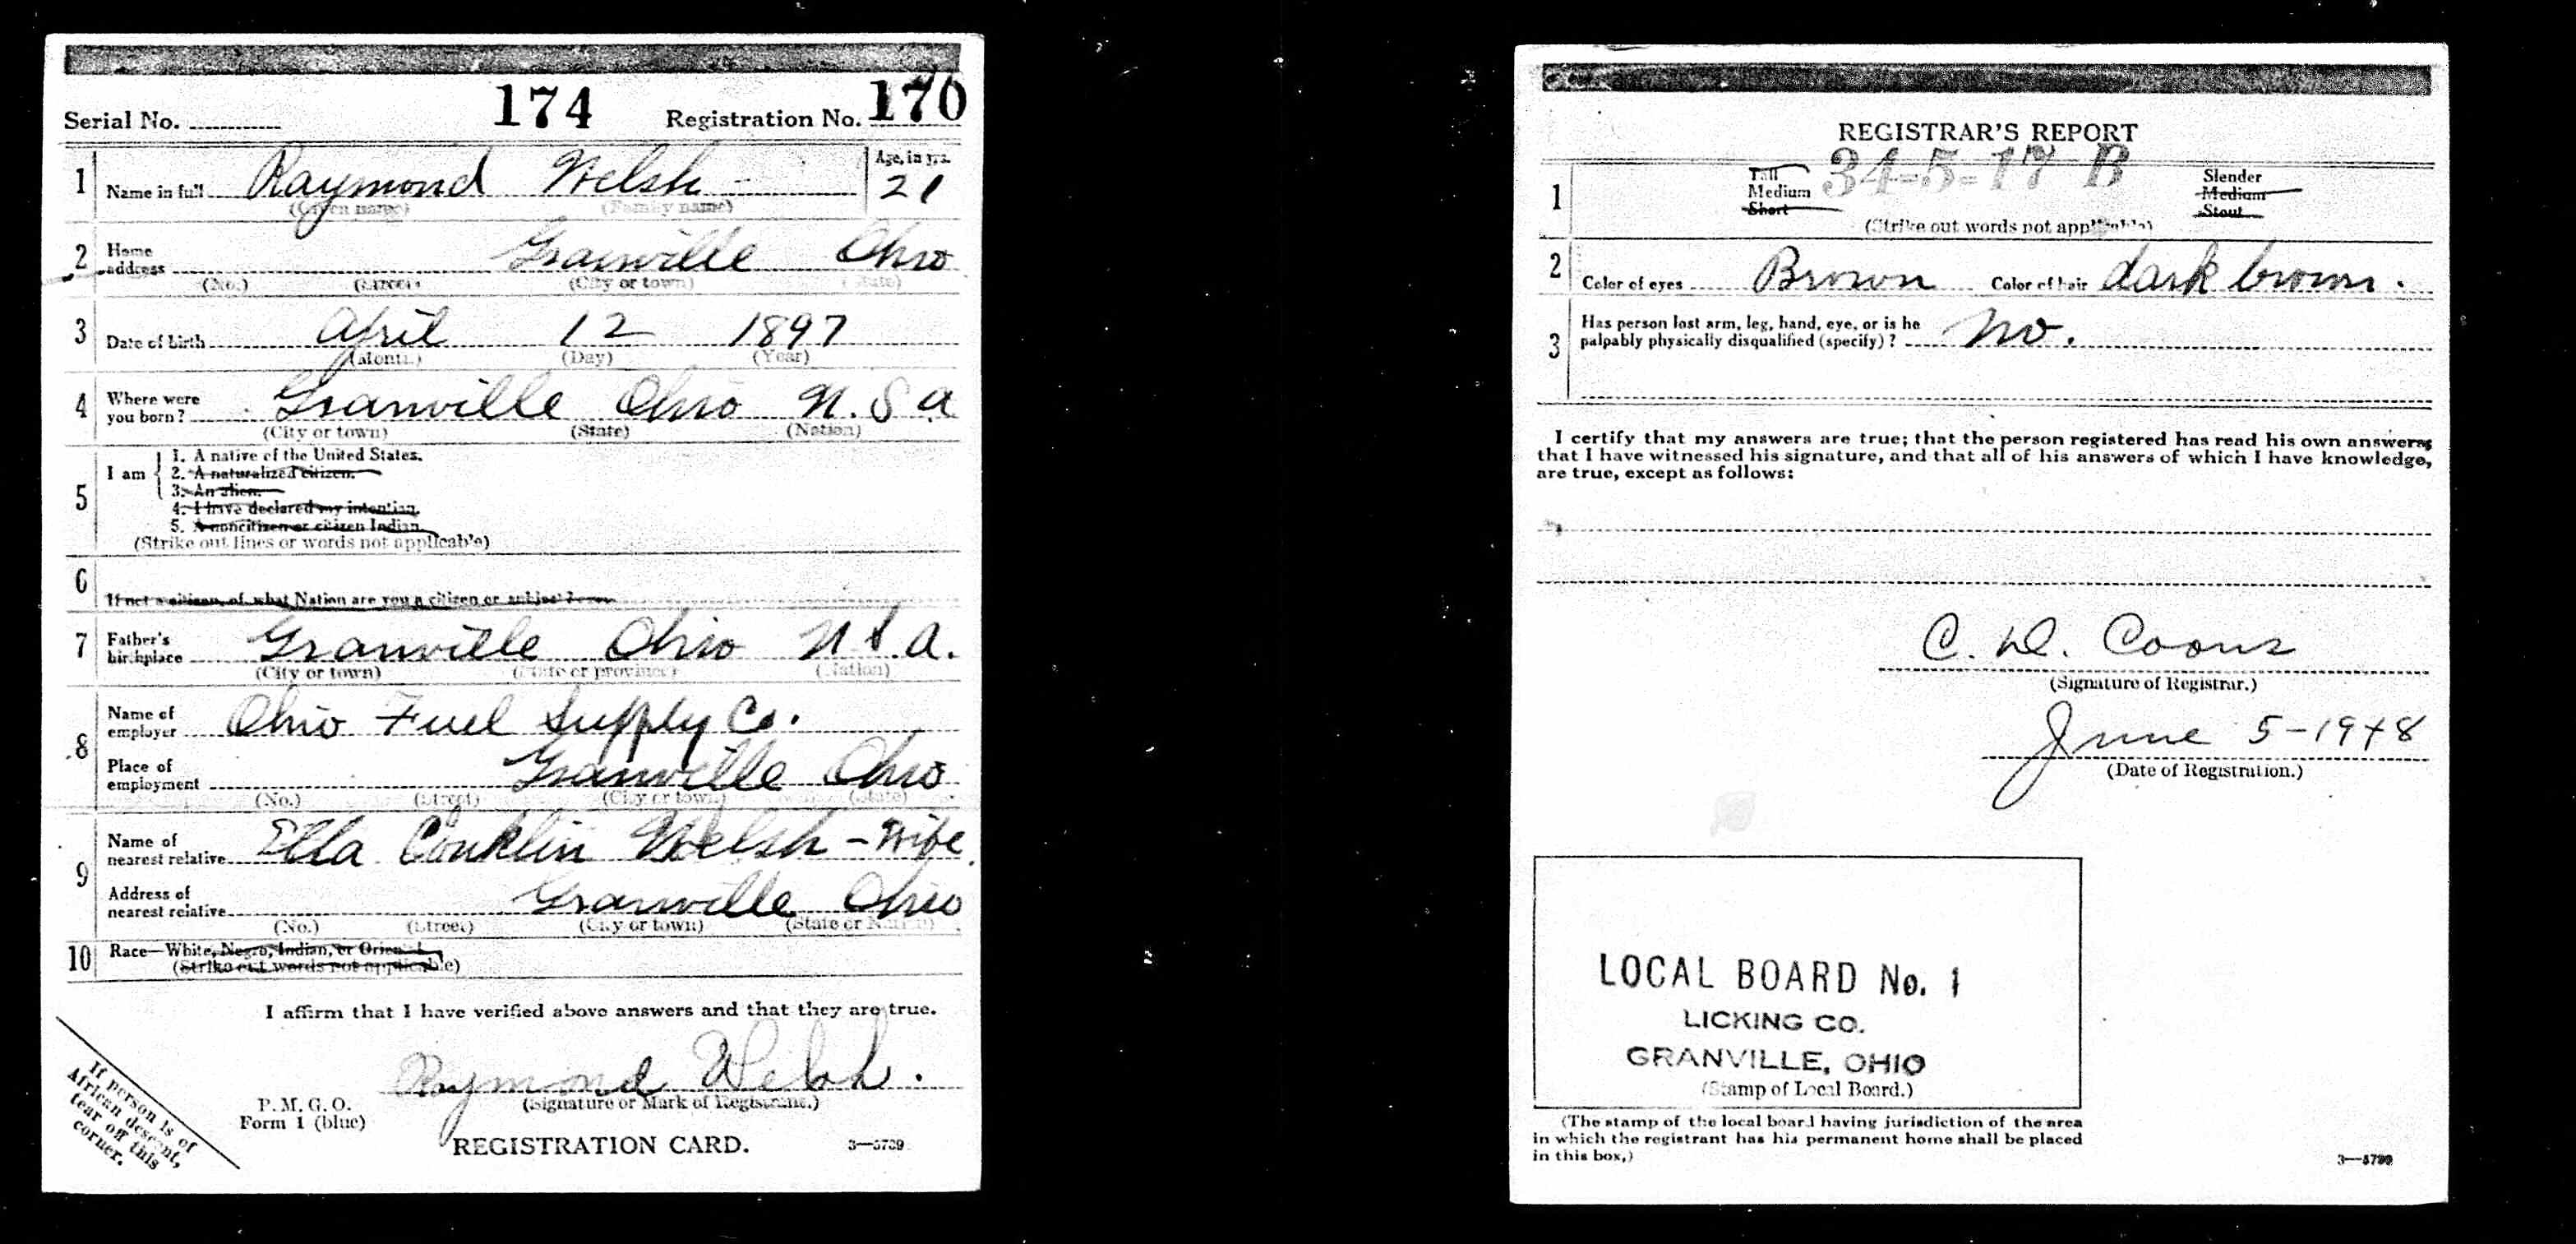 Serial No. 174 Registration No. 170
1 Name in full Raymond Welsh - Age, in yrs. 21
(Given name) (Family name)
2 Home address Granville Ohio
(No.) (Street) (City or town) (State)
3 Date of birth April 12 1897
(Month) (Day) (Year)
4 Where were you born? Granville Ohio U. S a
(City or town) (State) (Nation)
5 I am
1. A native of the United States.
2. A naturalized citizen.
3. An alien.
4. I have declared my intention.
5. A noncitizen or citizen Indian.
(Strike out lines or words not applicable)
6 If not a citizen, of what Nation are you a citizen or subject?
7 Father's birthplace Granville Ohio U S A.
(City or town) (State or province) (Nation)
8 Name of employer Ohio Fuel Supply Co.
Place of employment Granville Ohio
(No.) (Street) (City or town) (State)
9 Name of nearest relative Ella Conklin Welsh - Wife
Address of nearest relative Granville Ohio
(No.) (Street) (City or town) (State or Nation)
10 Race—White, Negro, Indian, or Oriental
(Strike out words not applicable)
I affirm that I have verified above answers and that they are true.
Raymond Welsh.
(Signature or Mark of Registrant.)
P. M. G. O.
Form 1 (blue)
REGISTRATION CARD. 3—5739
If person is of
African descent,
tear off this
corner.
REGISTRAR'S REPORT
34-5-17 B
1 Tall Slender
Medium Medium
Short Stout
(Strike out words not applicable)
2 Color of eyes Brown Color of hair dark brown.
3 Has person lost arm, leg, hand, eye, or is he
palpably physically disqualified (specify)? No.
I certify that my answers are true; that the person registered has read his own answers;
that I have witnessed his signature, and that all of his answers of which I have knowledge,
are true, except as follows:
C. D. Coons
(Signature of Registrar.)
June 5-1918
(Date of Registration.)
LOCAL BOARD No. 1
LICKING CO.
GRANVILLE, OHIO
(Stamp of Local Board.)
(The stamp of the local board having jurisdiction of the area
in which the registrant has his permanent home shall be placed
in this box.)
3—5739